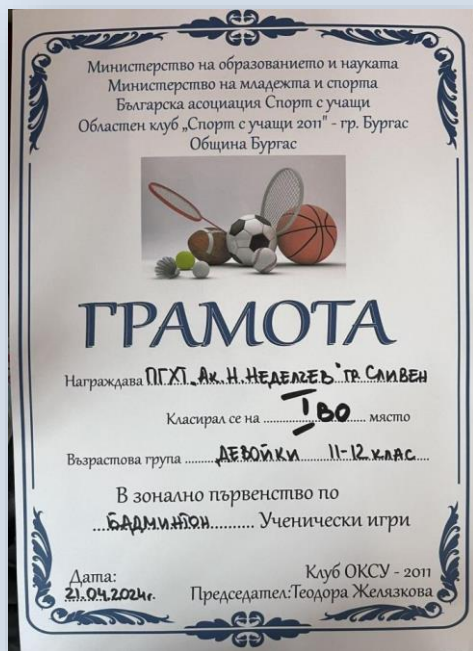 Министерство на образованието и науката
Министерство на младежта и спорта
Българска асоциация Спорт с учащи
Областен клуб „Спорт с учащи 2011" - гр. Бургас
Община Бургас
ГРАМОТА
Награждава ПГХТ „Ак. Н. Неделчев" гр. Сливен
Класирал се на I во място
Възрастова група ДЕВОЙКИ 11-12 клас
В зонално първенство по
БАДМИНТОН Ученически игри
Дата:
21.04.2024г.
Клуб ОКСУ - 2011
Председател:Теодора Желязкова